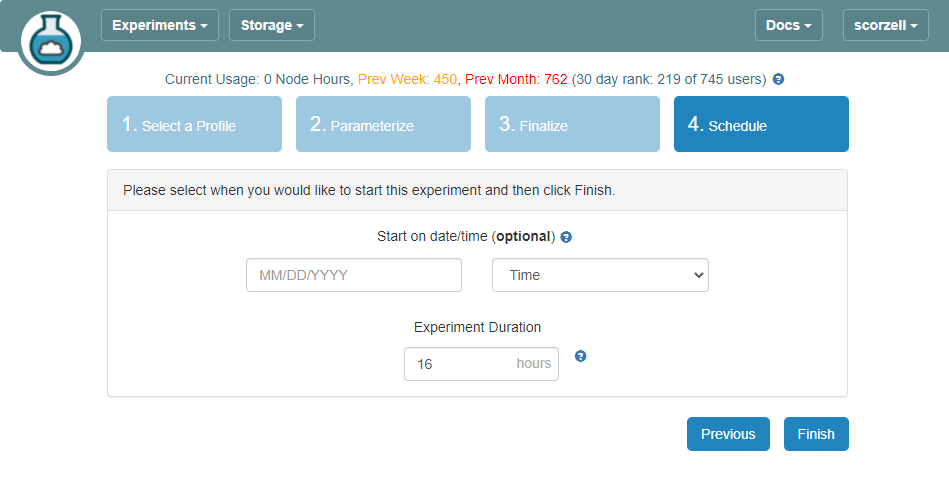 Experiments Storage Docs scorzell
Current Usage: 0 Node Hours, Prev Week: 450, Prev Month: 762 (30 day rank: 219 of 745 users) ?
1. Select a Profile 2. Parameterize 3. Finalize 4. Schedule
Please select when you would like to start this experiment and then click Finish.
Start on date/time (optional) ?
MM/DD/YYYY Time
Experiment Duration
16 hours ?
Previous Finish